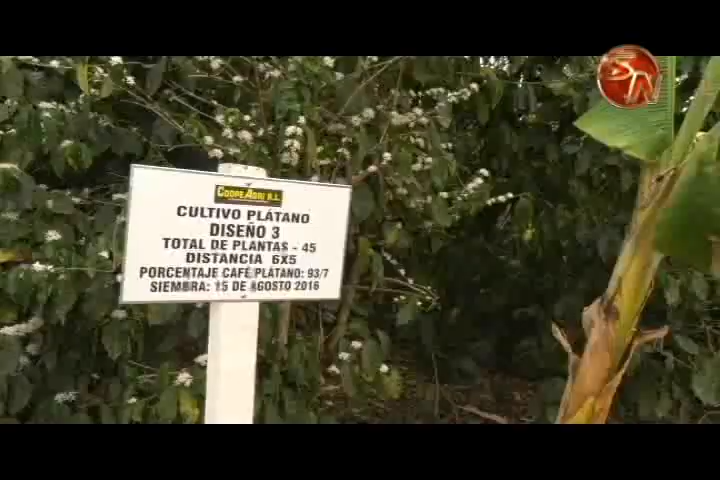 COOPEAGRI R.L.
CULTIVO PLÁTANO
DISEÑO 3
TOTAL DE PLANTAS - 45
DISTANCIA 6X5
PORCENTAJE CAFÉ/PLÁTANO: 93/7
SIEMBRA: 15 DE AGOSTO 2016